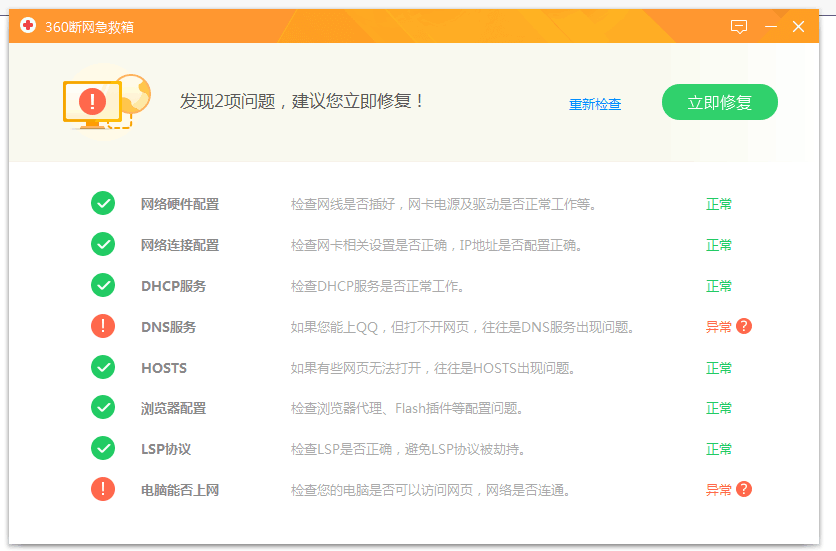 360断网急救箱
发现2项问题，建议您立即修复！ 重新检查 立即修复
网络硬件配置 检查网线是否插好，网卡电源及驱动是否正常工作等。 正常
网络连接配置 检查网卡相关设置是否正确，IP地址是否配置正确。 正常
DHCP服务 检查DHCP服务是否正常工作。 正常
DNS服务 如果您能上QQ，但打不开网页，往往是DNS服务出现问题。 异常 ?
HOSTS 如果有些网页无法打开，往往是HOSTS出现问题。 正常
浏览器配置 检查浏览器代理、Flash插件等配置问题。 正常
LSP协议 检查LSP是否正确，避免LSP协议被劫持。 正常
电脑能否上网 检查您的电脑是否可以访问网页，网络是否连通。 异常 ?